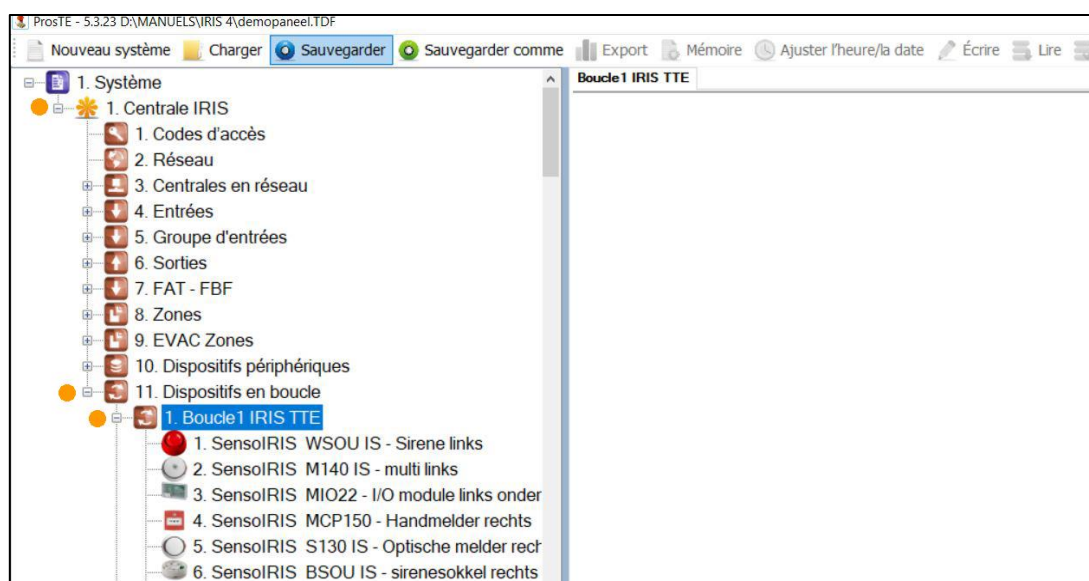 ProsTE - 5.3.23 D:\MANUELS\IRIS 4\demopaneel.TDF
Nouveau système Charger Sauvegarder Sauvegarder comme Export Mémoire Ajuster l'heure/la date Écrire Lire
1. Système
Boucle1 IRIS TTE
1. Centrale IRIS
1. Codes d'accès
2. Réseau
3. Centrales en réseau
4. Entrées
5. Groupe d'entrées
6. Sorties
7. FAT - FBF
8. Zones
9. EVAC Zones
10. Dispositifs périphériques
11. Dispositifs en boucle
1. Boucle1 IRIS TTE
1. SensoIRIS WSOU IS - Sirene links
2. SensoIRIS M140 IS - multi links
3. SensoIRIS MIO22 - I/O module links onder
4. SensoIRIS MCP150 - Handmelder rechts
5. SensoIRIS S130 IS - Optische melder rech
6. SensoIRIS BSOU IS - sirenesokkel rechts